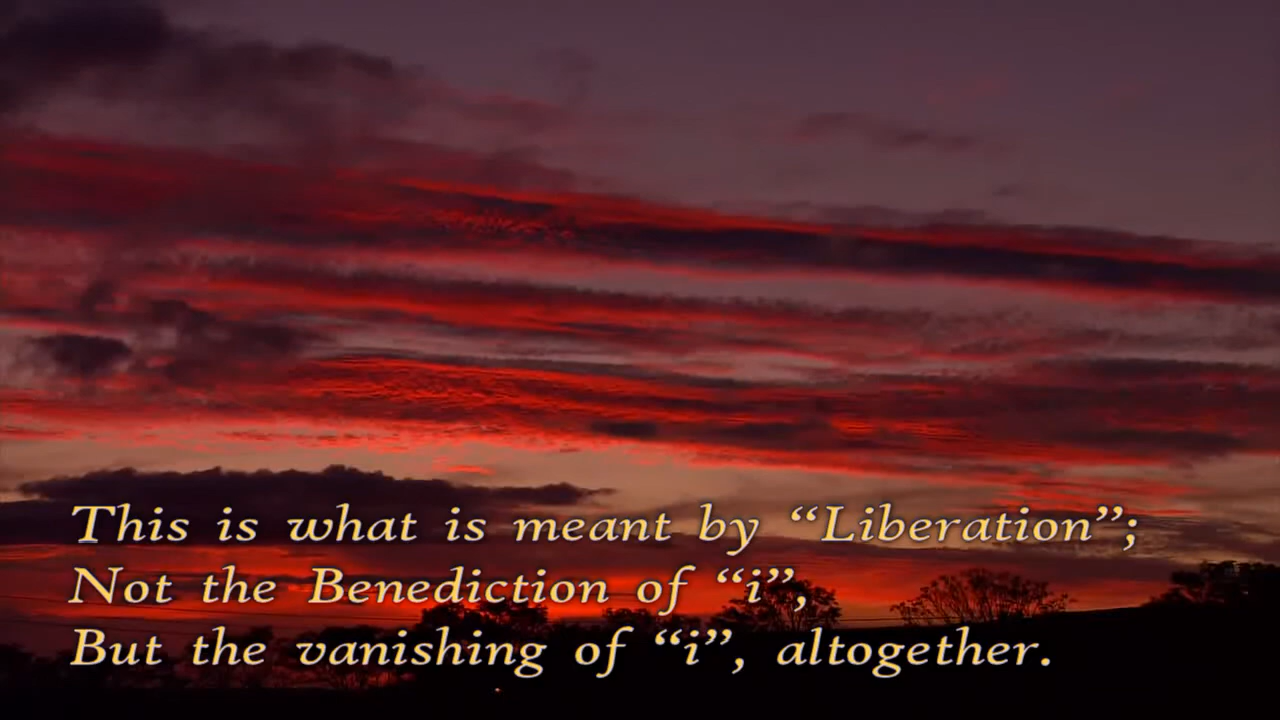 This is what is meant by “Liberation”;
Not the Benediction of “i”,
But the vanishing of “i”, altogether.